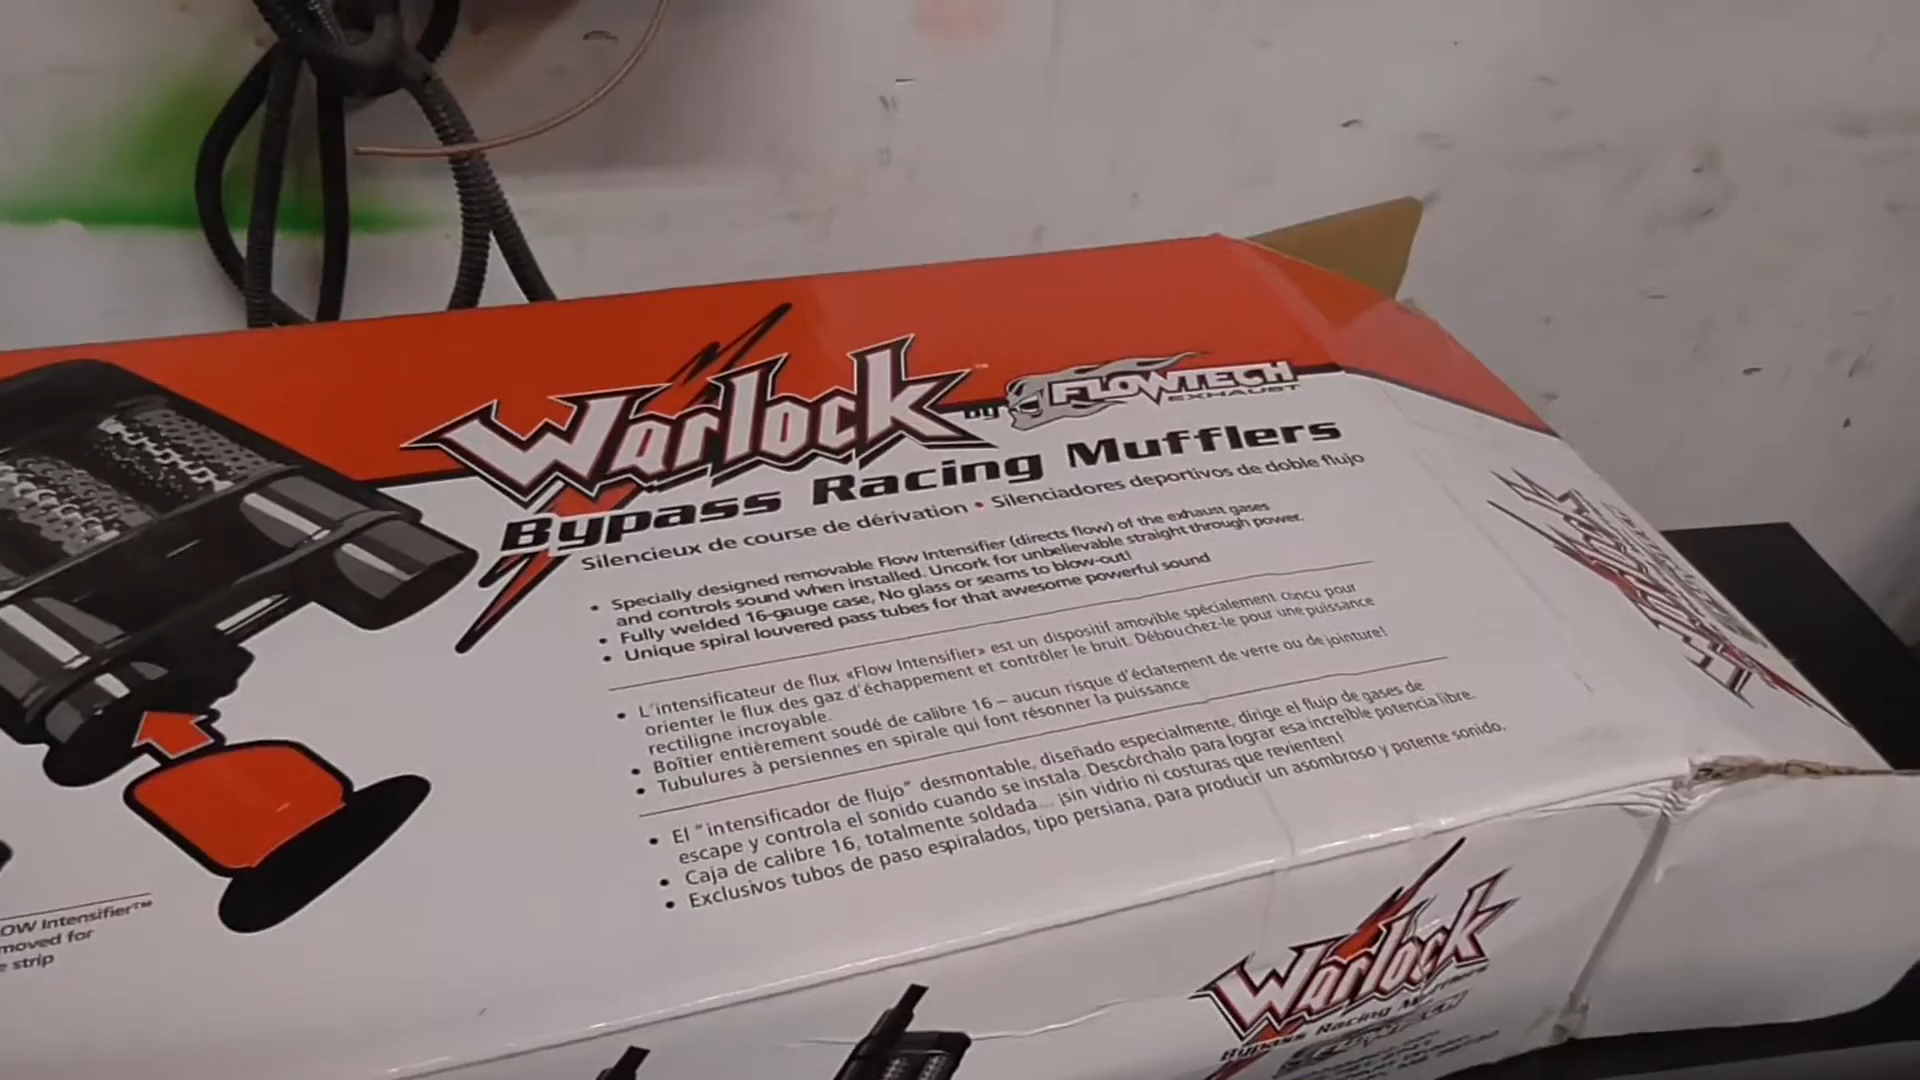 Warlock™ by FLOWTECH
EXHAUST
Bypass Racing Mufflers
Silencieux de course de dérivation • Silenciadores deportivos de doble flujo
• Specially designed removable Flow Intensifier (directs flow) of the exhaust gases
and controls sound when installed. Uncork for unbelievable straight through power.
• Fully welded 16-gauge case, No glass or seams to blow-out!
• Unique spiral louvered pass tubes for that awesome powerful sound
• L'intensificateur de flux «Flow Intensifier» est un dispositif amovible spécialement conçu pour
orienter le flux des gaz d'échappement et contrôler le bruit. Débouchez-le pour une puissance
rectiligne incroyable.
• Boîtier entièrement soudé de calibre 16 – aucun risque d'éclatement de verre ou de jointure!
• Tubulures à persiennes en spirale qui font résonner la puissance
• El "intensificador de flujo" desmontable, diseñado especialmente, dirige el flujo de gases de
escape y controla el sonido cuando se instala. Descórchalo para lograr esa increíble potencia libre.
• Caja de calibre 16, totalmente soldada... ¡sin vidrio ni costuras que revienten!
• Exclusivos tubos de paso espiralados, tipo persiana, para producir un asombroso y potente sonido.
OW Intensifier™
moved for
e strip
Warlock
Bypass Racing Mufflers